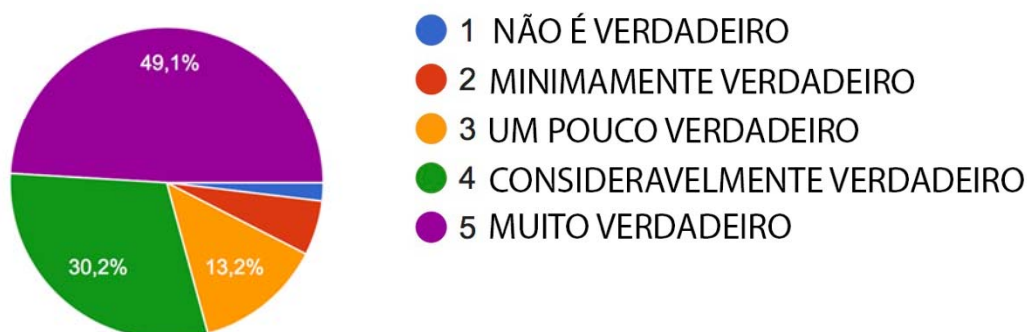 49,1%
30,2%
13,2%
1 NÃO É VERDADEIRO
2 MINIMAMENTE VERDADEIRO
3 UM POUCO VERDADEIRO
4 CONSIDERAVELMENTE VERDADEIRO
5 MUITO VERDADEIRO